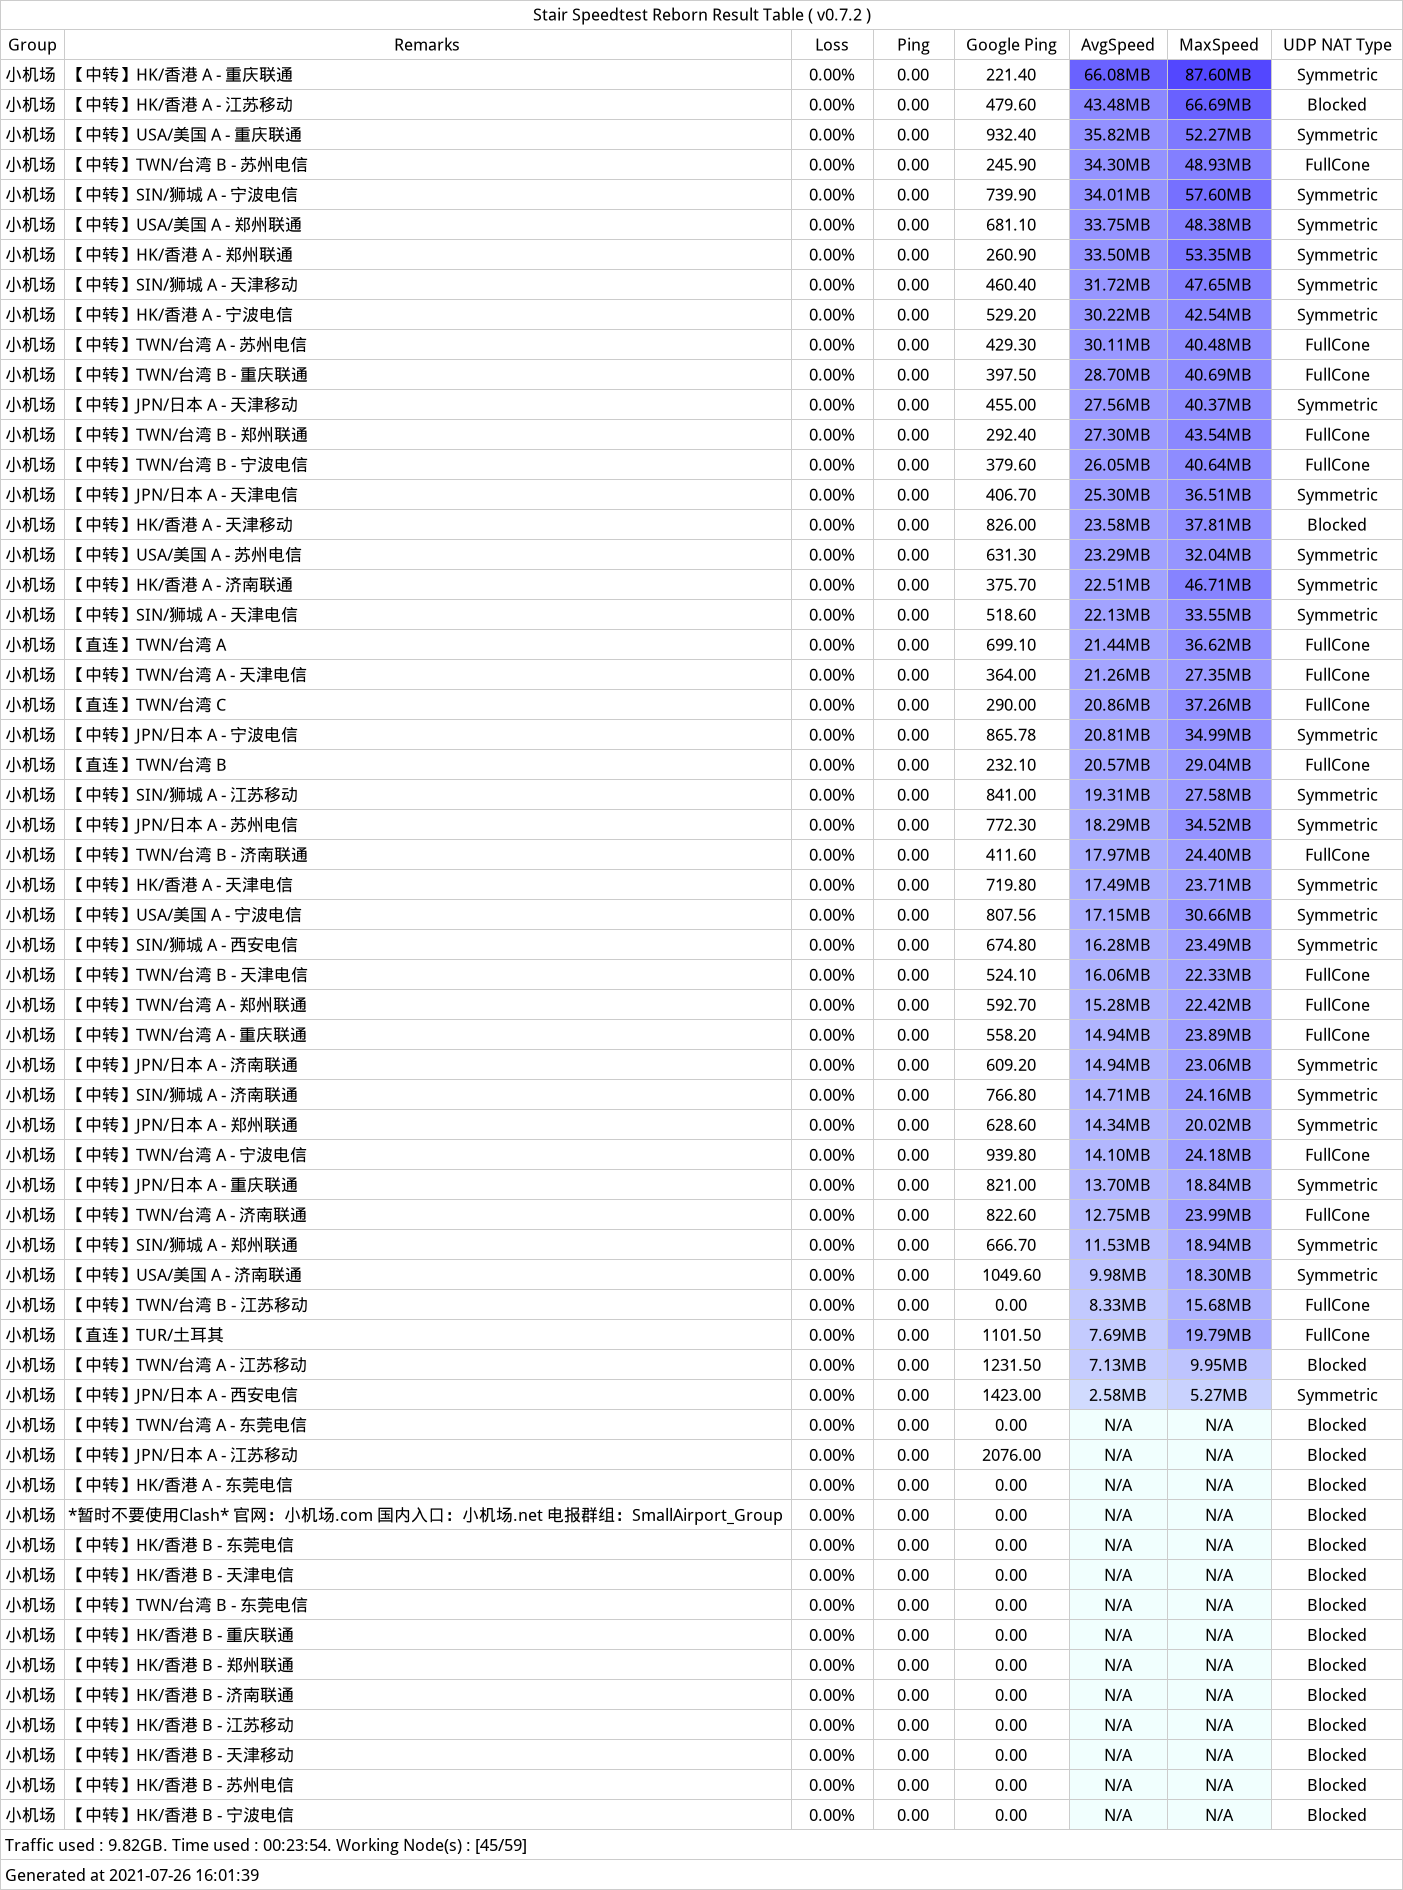 Stair Speedtest Reborn Result Table ( v0.7.2 )
Group Remarks Loss Ping Google Ping AvgSpeed MaxSpeed UDP NAT Type
小机场 【中转】HK/香港 A - 重庆联通 0.00% 0.00 221.40 66.08MB 87.60MB Symmetric
小机场 【中转】HK/香港 A - 江苏移动 0.00% 0.00 479.60 43.48MB 66.69MB Blocked
小机场 【中转】USA/美国 A - 重庆联通 0.00% 0.00 932.40 35.82MB 52.27MB Symmetric
小机场 【中转】TWN/台湾 B - 苏州电信 0.00% 0.00 245.90 34.30MB 48.93MB FullCone
小机场 【中转】SIN/狮城 A - 宁波电信 0.00% 0.00 739.90 34.01MB 57.60MB Symmetric
小机场 【中转】USA/美国 A - 郑州联通 0.00% 0.00 681.10 33.75MB 48.38MB Symmetric
小机场 【中转】HK/香港 A - 郑州联通 0.00% 0.00 260.90 33.50MB 53.35MB Symmetric
小机场 【中转】SIN/狮城 A - 天津移动 0.00% 0.00 460.40 31.72MB 47.65MB Symmetric
小机场 【中转】HK/香港 A - 宁波电信 0.00% 0.00 529.20 30.22MB 42.54MB Symmetric
小机场 【中转】TWN/台湾 A - 苏州电信 0.00% 0.00 429.30 30.11MB 40.48MB FullCone
小机场 【中转】TWN/台湾 B - 重庆联通 0.00% 0.00 397.50 28.70MB 40.69MB FullCone
小机场 【中转】JPN/日本 A - 天津移动 0.00% 0.00 455.00 27.56MB 40.37MB Symmetric
小机场 【中转】TWN/台湾 B - 郑州联通 0.00% 0.00 292.40 27.30MB 43.54MB FullCone
小机场 【中转】TWN/台湾 B - 宁波电信 0.00% 0.00 379.60 26.05MB 40.64MB FullCone
小机场 【中转】JPN/日本 A - 天津电信 0.00% 0.00 406.70 25.30MB 36.51MB Symmetric
小机场 【中转】HK/香港 A - 天津移动 0.00% 0.00 826.00 23.58MB 37.81MB Blocked
小机场 【中转】USA/美国 A - 苏州电信 0.00% 0.00 631.30 23.29MB 32.04MB Symmetric
小机场 【中转】HK/香港 A - 济南联通 0.00% 0.00 375.70 22.51MB 46.71MB Symmetric
小机场 【中转】SIN/狮城 A - 天津电信 0.00% 0.00 518.60 22.13MB 33.55MB Symmetric
小机场 【直连】TWN/台湾 A 0.00% 0.00 699.10 21.44MB 36.62MB FullCone
小机场 【中转】TWN/台湾 A - 天津电信 0.00% 0.00 364.00 21.26MB 27.35MB FullCone
小机场 【直连】TWN/台湾 C 0.00% 0.00 290.00 20.86MB 37.26MB FullCone
小机场 【中转】JPN/日本 A - 宁波电信 0.00% 0.00 865.78 20.81MB 34.99MB Symmetric
小机场 【直连】TWN/台湾 B 0.00% 0.00 232.10 20.57MB 29.04MB FullCone
小机场 【中转】SIN/狮城 A - 江苏移动 0.00% 0.00 841.00 19.31MB 27.58MB Symmetric
小机场 【中转】JPN/日本 A - 苏州电信 0.00% 0.00 772.30 18.29MB 34.52MB Symmetric
小机场 【中转】TWN/台湾 B - 济南联通 0.00% 0.00 411.60 17.97MB 24.40MB FullCone
小机场 【中转】HK/香港 A - 天津电信 0.00% 0.00 719.80 17.49MB 23.71MB Symmetric
小机场 【中转】USA/美国 A - 宁波电信 0.00% 0.00 807.56 17.15MB 30.66MB Symmetric
小机场 【中转】SIN/狮城 A - 西安电信 0.00% 0.00 674.80 16.28MB 23.49MB Symmetric
小机场 【中转】TWN/台湾 B - 天津电信 0.00% 0.00 524.10 16.06MB 22.33MB FullCone
小机场 【中转】TWN/台湾 A - 郑州联通 0.00% 0.00 592.70 15.28MB 22.42MB FullCone
小机场 【中转】TWN/台湾 A - 重庆联通 0.00% 0.00 558.20 14.94MB 23.89MB FullCone
小机场 【中转】JPN/日本 A - 济南联通 0.00% 0.00 609.20 14.94MB 23.06MB Symmetric
小机场 【中转】SIN/狮城 A - 济南联通 0.00% 0.00 766.80 14.71MB 24.16MB Symmetric
小机场 【中转】JPN/日本 A - 郑州联通 0.00% 0.00 628.60 14.34MB 20.02MB Symmetric
小机场 【中转】TWN/台湾 A - 宁波电信 0.00% 0.00 939.80 14.10MB 24.18MB FullCone
小机场 【中转】JPN/日本 A - 重庆联通 0.00% 0.00 821.00 13.70MB 18.84MB Symmetric
小机场 【中转】TWN/台湾 A - 济南联通 0.00% 0.00 822.60 12.75MB 23.99MB FullCone
小机场 【中转】SIN/狮城 A - 郑州联通 0.00% 0.00 666.70 11.53MB 18.94MB Symmetric
小机场 【中转】USA/美国 A - 济南联通 0.00% 0.00 1049.60 9.98MB 18.30MB Symmetric
小机场 【中转】TWN/台湾 B - 江苏移动 0.00% 0.00 0.00 8.33MB 15.68MB FullCone
小机场 【直连】TUR/土耳其 0.00% 0.00 1101.50 7.69MB 19.79MB FullCone
小机场 【中转】TWN/台湾 A - 江苏移动 0.00% 0.00 1231.50 7.13MB 9.95MB Blocked
小机场 【中转】JPN/日本 A - 西安电信 0.00% 0.00 1423.00 2.58MB 5.27MB Symmetric
小机场 【中转】TWN/台湾 A - 东莞电信 0.00% 0.00 0.00 N/A N/A Blocked
小机场 【中转】JPN/日本 A - 江苏移动 0.00% 0.00 2076.00 N/A N/A Blocked
小机场 【中转】HK/香港 A - 东莞电信 0.00% 0.00 0.00 N/A N/A Blocked
小机场 *暂时不要使用Clash* 官网：小机场.com 国内入口：小机场.net 电报群组：SmallAirport_Group 0.00% 0.00 0.00 N/A N/A Blocked
小机场 【中转】HK/香港 B - 东莞电信 0.00% 0.00 0.00 N/A N/A Blocked
小机场 【中转】HK/香港 B - 天津电信 0.00% 0.00 0.00 N/A N/A Blocked
小机场 【中转】TWN/台湾 B - 东莞电信 0.00% 0.00 0.00 N/A N/A Blocked
小机场 【中转】HK/香港 B - 重庆联通 0.00% 0.00 0.00 N/A N/A Blocked
小机场 【中转】HK/香港 B - 郑州联通 0.00% 0.00 0.00 N/A N/A Blocked
小机场 【中转】HK/香港 B - 济南联通 0.00% 0.00 0.00 N/A N/A Blocked
小机场 【中转】HK/香港 B - 江苏移动 0.00% 0.00 0.00 N/A N/A Blocked
小机场 【中转】HK/香港 B - 天津移动 0.00% 0.00 0.00 N/A N/A Blocked
小机场 【中转】HK/香港 B - 苏州电信 0.00% 0.00 0.00 N/A N/A Blocked
小机场 【中转】HK/香港 B - 宁波电信 0.00% 0.00 0.00 N/A N/A Blocked
Traffic used : 9.82GB. Time used : 00:23:54. Working Node(s) : [45/59]
Generated at 2021-07-26 16:01:39